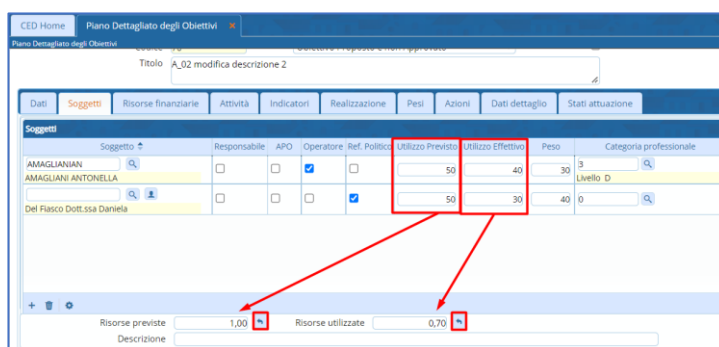 CED Home Piano Dettagliato degli Obiettivi ×
Piano Dettagliato degli Obiettivi
Titolo A_02 modifica descrizione 2
Dati Soggetti Risorse finanziarie Attività Indicatori Realizzazione Pesi Azioni Dati dettaglio Stati attuazione
Soggetti
Soggetto Responsabile APO Operatore Ref. Politico Utilizzo Previsto Utilizzo Effettivo Peso Categoria professionale
AMAGLIANIAN 50 40 30 3
AMAGLIANI ANTONELLA Livello D
50 30 40 0
Del Fiasco Dott.ssa Daniela
Risorse previste 1,00 Risorse utilizzate 0,70
Descrizione